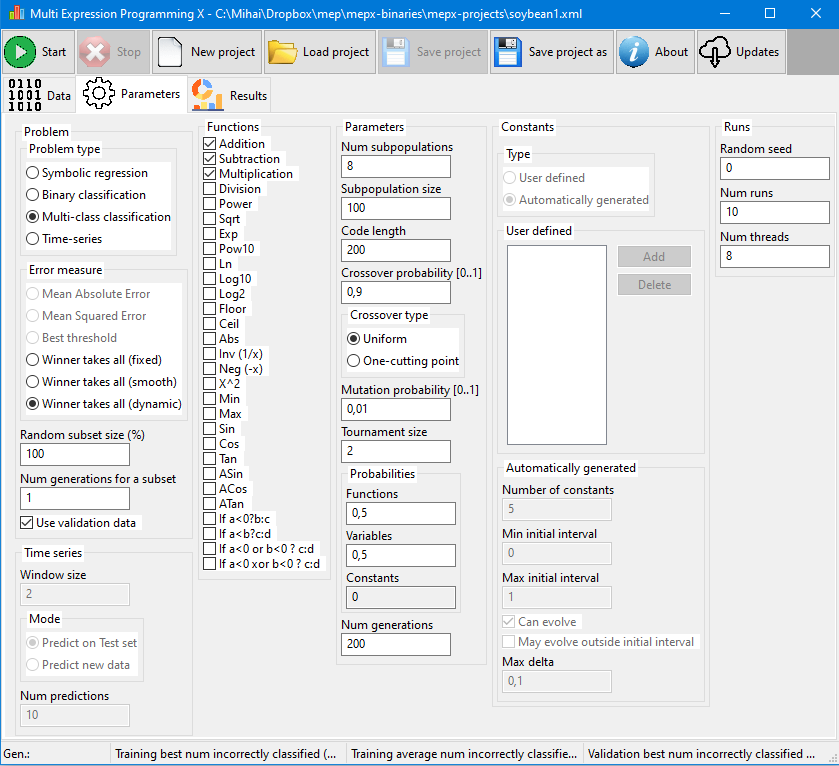 Multi Expression Programming X - C:\Mihai\Dropbox\mep\mepx-binaries\mepx-projects\soybean1.xml
Start
Stop
New project
Load project
Save project
Save project as
About
Updates
0110
1001
1010
Data
Parameters
Results
Problem
Problem type
Symbolic regression
Binary classification
Multi-class classification
Time-series
Error measure
Mean Absolute Error
Mean Squared Error
Best threshold
Winner takes all (fixed)
Winner takes all (smooth)
Winner takes all (dynamic)
Random subset size (%)
100
Num generations for a subset
1
Use validation data
Time series
Window size
2
Mode
Predict on Test set
Predict new data
Num predictions
10
Functions
Addition
Subtraction
Multiplication
Division
Power
Sqrt
Exp
Pow10
Ln
Log10
Log2
Floor
Ceil
Abs
Inv (1/x)
Neg (-x)
X^2
Min
Max
Sin
Cos
Tan
ASin
ACos
ATan
If a<0?b:c
If a<b?c:d
If a<0 or b<0 ? c:d
If a<0 xor b<0 ? c:d
Parameters
Num subpopulations
8
Subpopulation size
100
Code length
200
Crossover probability [0..1]
0,9
Crossover type
Uniform
One-cutting point
Mutation probability [0..1]
0,01
Tournament size
2
Probabilities
Functions
0,5
Variables
0,5
Constants
0
Num generations
200
Constants
Type
User defined
Automatically generated
User defined
Add
Delete
Automatically generated
Number of constants
5
Min initial interval
0
Max initial interval
1
Can evolve
May evolve outside initial interval
Max delta
0,1
Runs
Random seed
0
Num runs
10
Num threads
8
Gen.:
Training best num incorrectly classified (...
Training average num incorrectly classifie...
Validation best num incorrectly classified ...